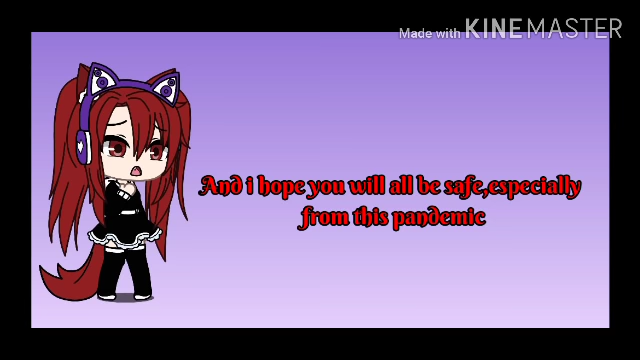 Made with KINEMASTER
And i hope you will all be safe,especially
from this pandemic